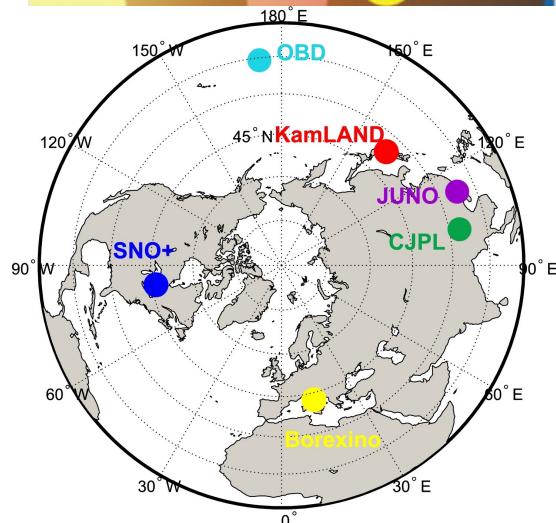 180° E
150° W
OBD
150° E
120° W
45° N
KamLAND
120° E
JUNO
SNO+
CJPL
90° W
90° E
60° W
60° E
Borexino
30° W
30° E
0°